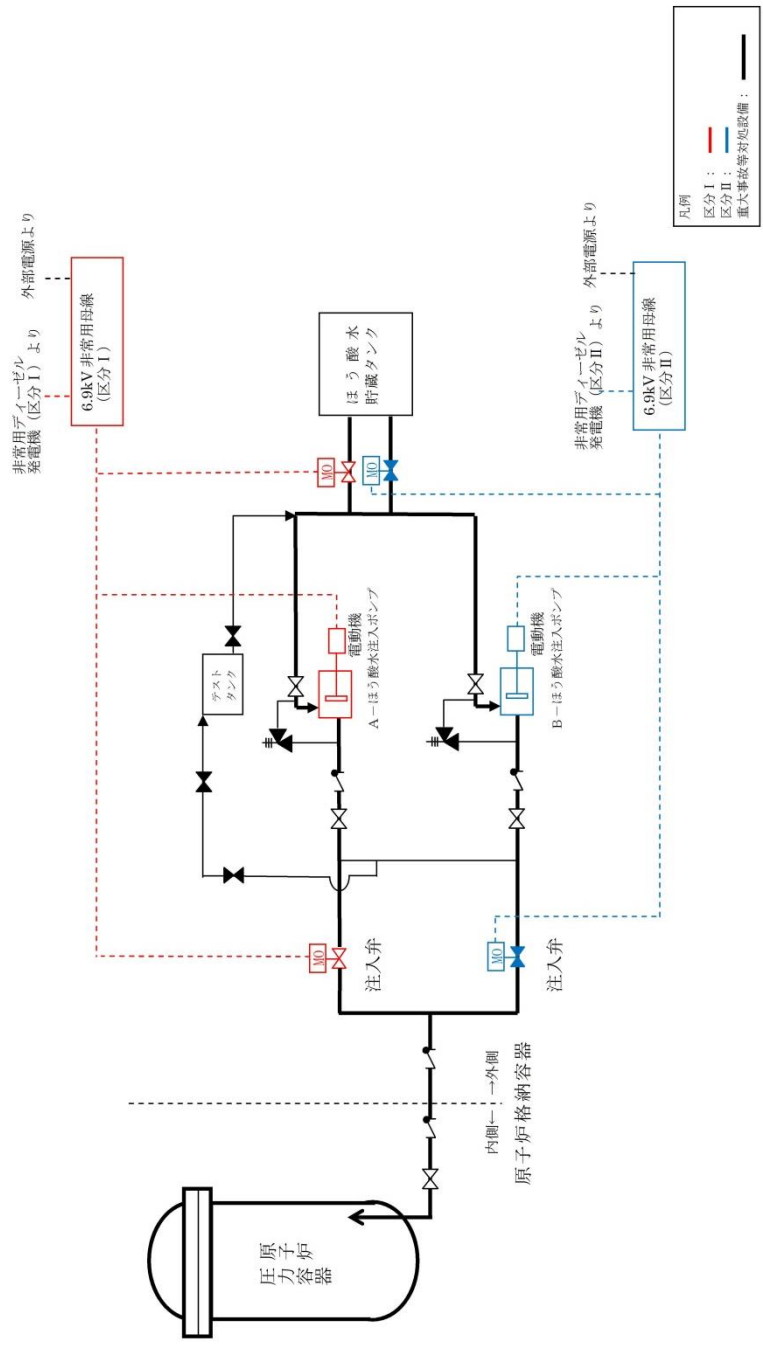 非常用ディーゼル
発電機（区分Ⅰ）より
外部電源より
6.9kV 非常用母線
（区分Ⅰ）
ほう酸水
貯蔵タンク
MO
MO
テスト
タンク
電動機
A－ほう酸水注入ポンプ
電動機
B－ほう酸水注入ポンプ
MO
注入弁
MO
注入弁
非常用ディーゼル
発電機（区分Ⅱ）より
外部電源より
6.9kV 非常用母線
（区分Ⅱ）
内側← →外側
原子炉格納容器
原子炉
圧力容器
凡例
区分Ⅰ：
区分Ⅱ：
重大事故等対処設備：